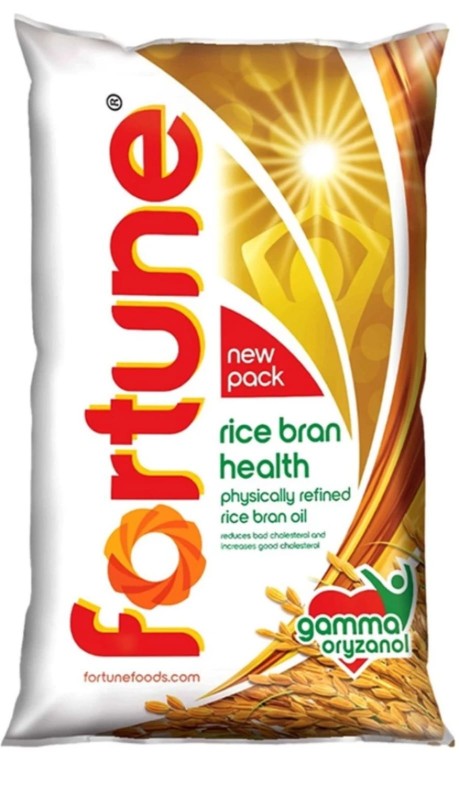 fortune®
new
pack
rice bran
health
physically refined
rice bran oil
reduces bad cholesterol and
increases good cholesterol
gamma
oryzanol
fortunefoods.com